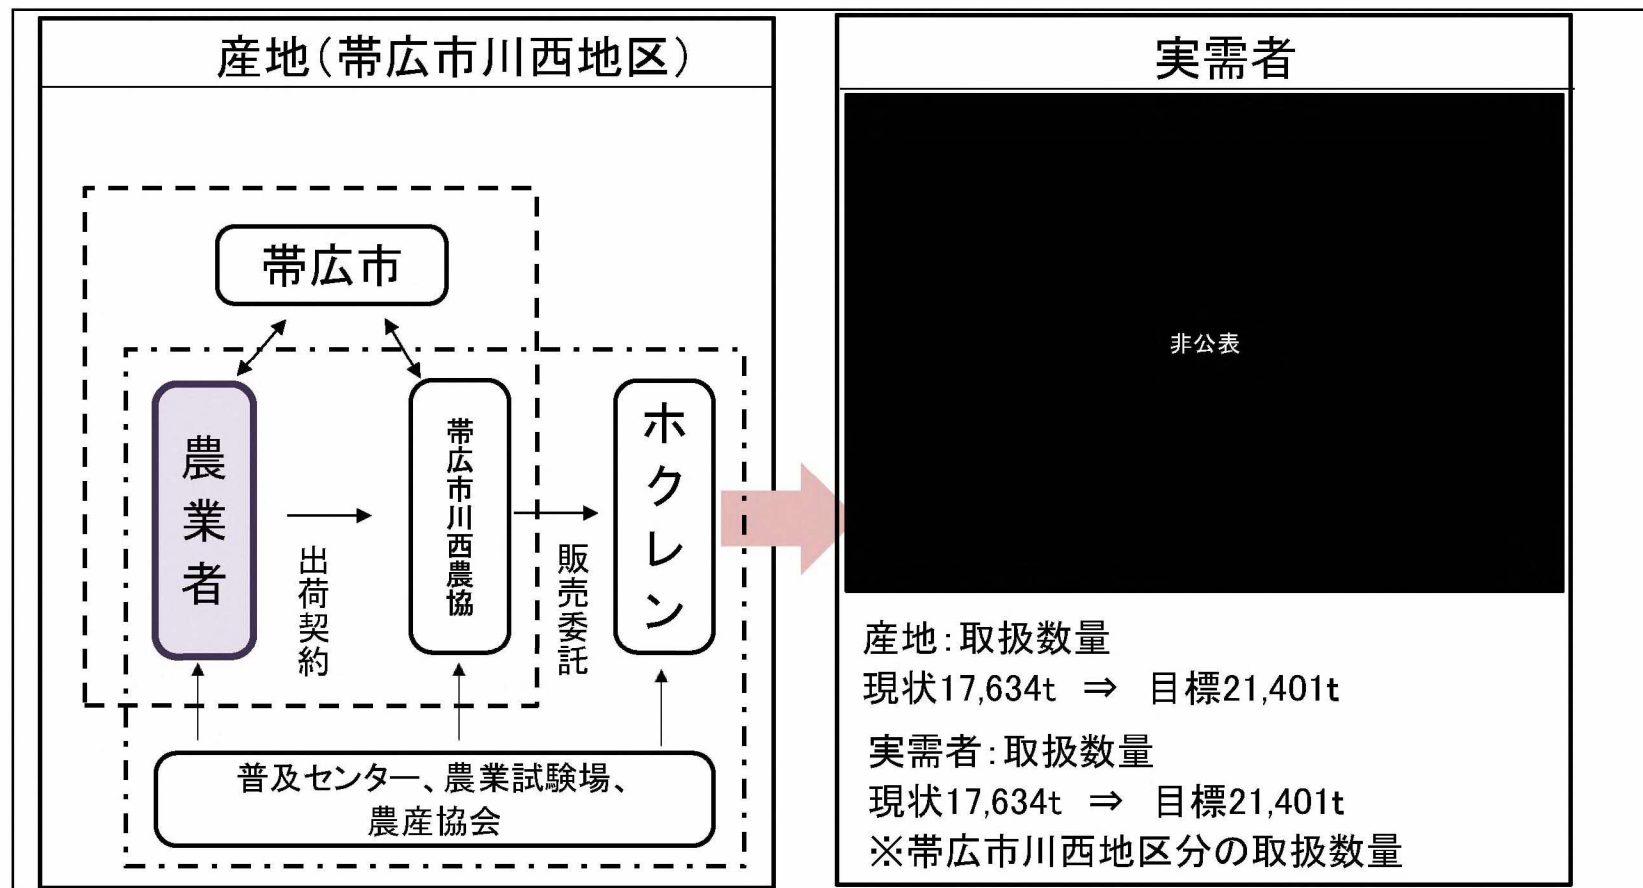 産地(帯広市川西地区)
帯広市
農業者
出荷契約
帯広市川西農協
販売委託
ホクレン
普及センター、農業試験場、
農産協会
実需者
非公表
産地:取扱数量
現状17,634t ⇒ 目標21,401t
実需者:取扱数量
現状17,634t ⇒ 目標21,401t
※帯広市川西地区分の取扱数量